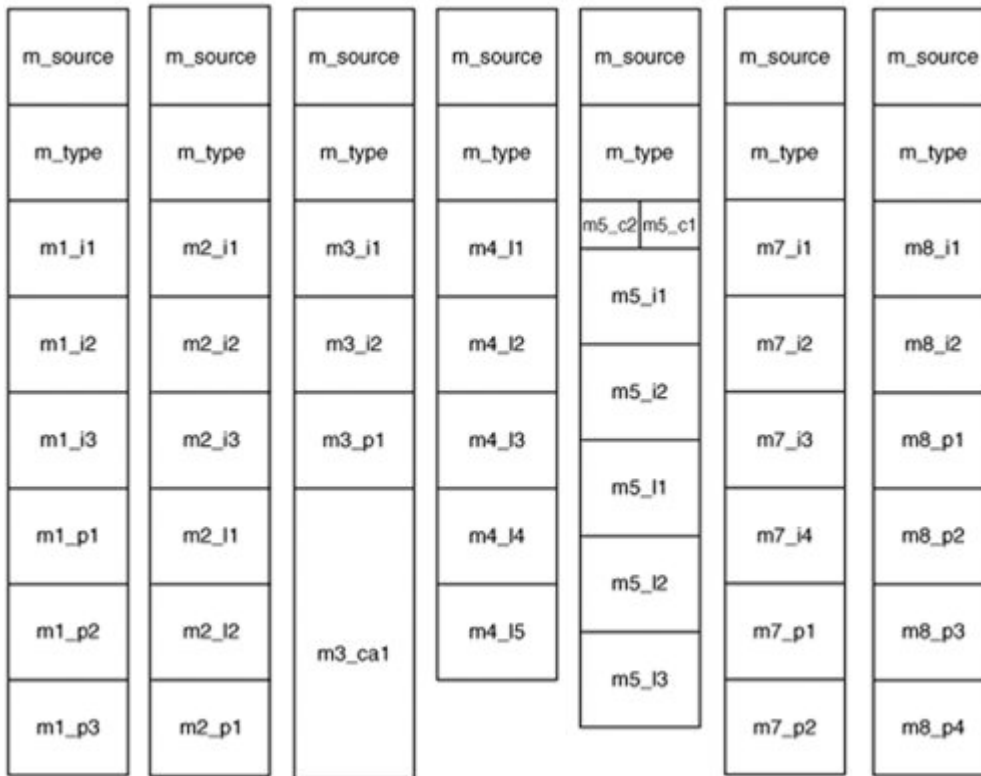 m_source
m_type
m1_i1
m1_i2
m1_i3
m1_p1
m1_p2
m1_p3
m_source
m_type
m2_i1
m2_i2
m2_i3
m2_l1
m2_l2
m2_p1
m_source
m_type
m3_i1
m3_i2
m3_p1
m3_ca1
m_source
m_type
m4_l1
m4_l2
m4_l3
m4_l4
m4_l5
m_source
m_type
m5_c2 m5_c1
m5_i1
m5_i2
m5_l1
m5_l2
m5_l3
m_source
m_type
m7_i1
m7_i2
m7_i3
m7_i4
m7_p1
m7_p2
m_source
m_type
m8_i1
m8_i2
m8_p1
m8_p2
m8_p3
m8_p4